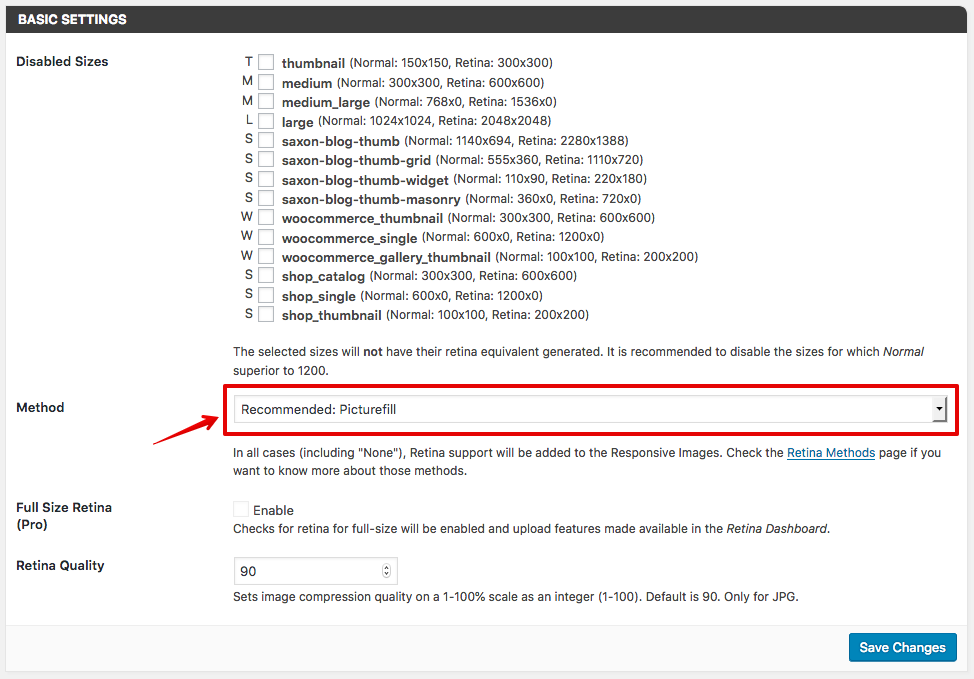 BASIC SETTINGS
Disabled Sizes
T thumbnail (Normal: 150x150, Retina: 300x300)
M medium (Normal: 300x300, Retina: 600x600)
M medium_large (Normal: 768x0, Retina: 1536x0)
L large (Normal: 1024x1024, Retina: 2048x2048)
S saxon-blog-thumb (Normal: 1140x694, Retina: 2280x1388)
S saxon-blog-thumb-grid (Normal: 555x360, Retina: 1110x720)
S saxon-blog-thumb-widget (Normal: 110x90, Retina: 220x180)
S saxon-blog-thumb-masonry (Normal: 360x0, Retina: 720x0)
W woocommerce_thumbnail (Normal: 300x300, Retina: 600x600)
W woocommerce_single (Normal: 600x0, Retina: 1200x0)
W woocommerce_gallery_thumbnail (Normal: 100x100, Retina: 200x200)
S shop_catalog (Normal: 300x300, Retina: 600x600)
S shop_single (Normal: 600x0, Retina: 1200x0)
S shop_thumbnail (Normal: 100x100, Retina: 200x200)
The selected sizes will not have their retina equivalent generated. It is recommended to disable the sizes for which Normal
superior to 1200.
Method
Recommended: Picturefill
In all cases (including "None"), Retina support will be added to the Responsive Images. Check the Retina Methods page if you
want to know more about those methods.
Full Size Retina
(Pro)
Enable
Checks for retina for full-size will be enabled and upload features made available in the Retina Dashboard.
Retina Quality
90
Sets image compression quality on a 1-100% scale as an integer (1-100). Default is 90. Only for JPG.
Save Changes